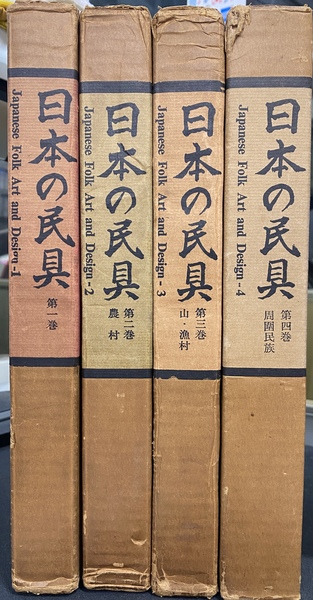 日本の民具
Japanese Folk Art and Design-1
第一巻
日本の民具
Japanese Folk Art and Design-2
第二巻
農村
日本の民具
Japanese Folk Art and Design-3
第三巻
山・漁村
日本の民具
Japanese Folk Art and Design-4
第四巻
周圍民族